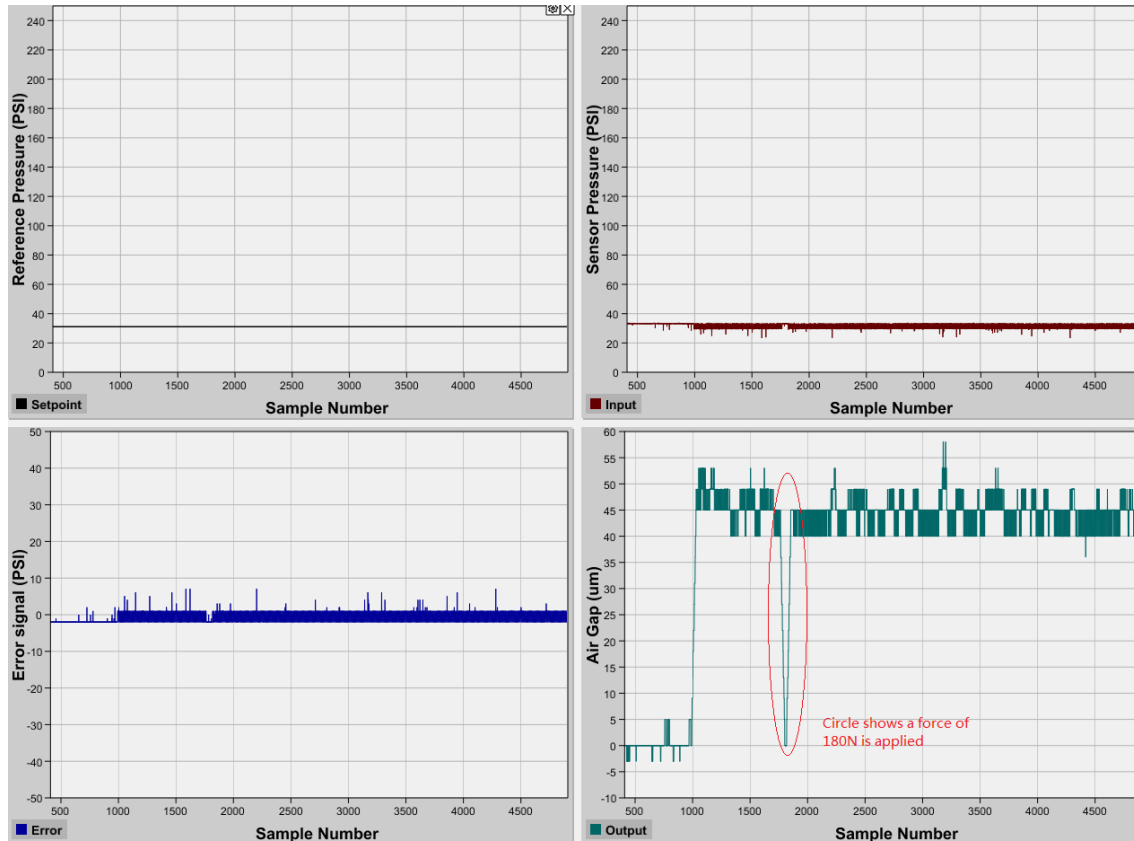 Reference Pressure (PSI)
240
220
200
180
160
140
120
100
80
60
40
20
0
500 1000 1500 2000 2500 3000 3500 4000 4500
Setpoint
Sample Number
Sensor Pressure (PSI)
240
220
200
180
160
140
120
100
80
60
40
20
0
500 1000 1500 2000 2500 3000 3500 4000 4500
Input
Sample Number
Error signal (PSI)
50
40
30
20
10
0
-10
-20
-30
-40
-50
500 1000 1500 2000 2500 3000 3500 4000 4500
Error
Sample Number
Air Gap (um)
60
55
50
45
40
35
30
25
20
15
10
5
0
-5
-10
Circle shows a force of
180N is applied
500 1000 1500 2000 2500 3000 3500 4000 4500
Output
Sample Number